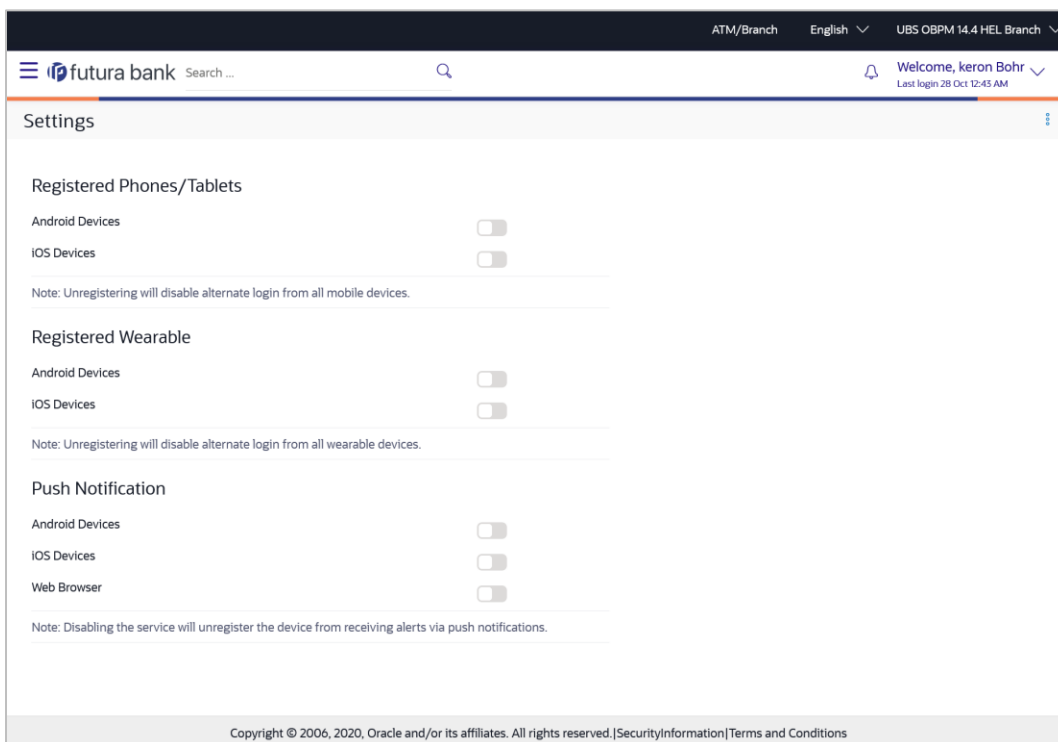 ATM/Branch English UBS OBPM 14.4 HEL Branch
futura bank Search ... Welcome, keron Bohr
Last login 28 Oct 12:43 AM
Settings
Registered Phones/Tablets
Android Devices
iOS Devices
Note: Unregistering will disable alternate login from all mobile devices.
Registered Wearable
Android Devices
iOS Devices
Note: Unregistering will disable alternate login from all wearable devices.
Push Notification
Android Devices
iOS Devices
Web Browser
Note: Disabling the service will unregister the device from receiving alerts via push notifications.
Copyright © 2006, 2020, Oracle and/or its affiliates. All rights reserved.|SecurityInformation|Terms and Conditions